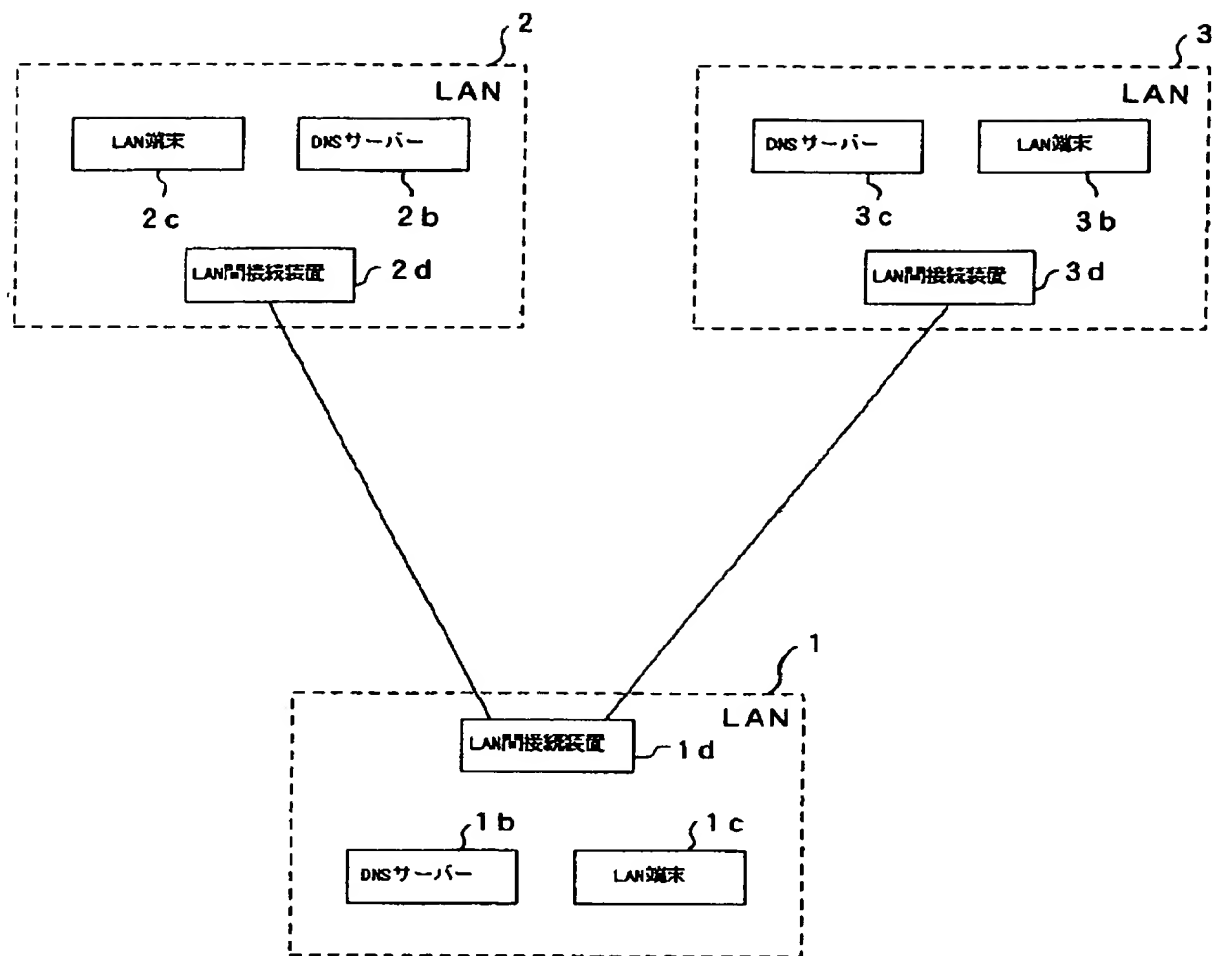 2
3
LAN
LAN
LAN端末
DNSサーバー
DNSサーバー
LAN端末
2c
2b
3c
3b
LAN間接続装置
2d
LAN間接続装置
3d
1
LAN
LAN間接続装置
1d
1b
1c
DNSサーバー
LAN端末